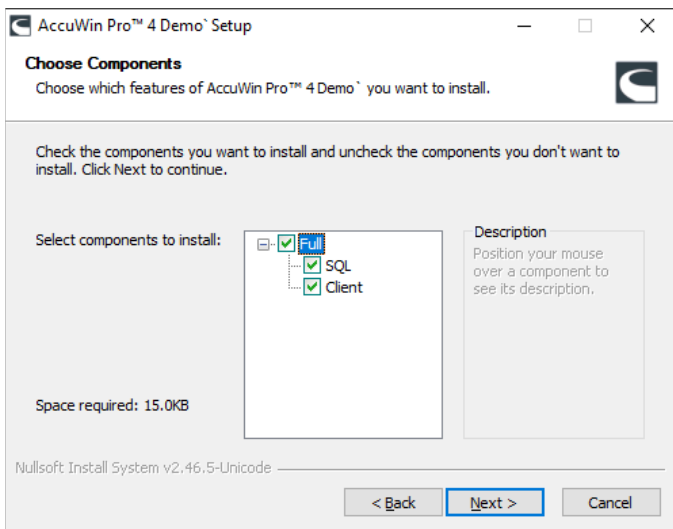 AccuWin Pro™ 4 Demo` Setup
Choose Components
Choose which features of AccuWin Pro™ 4 Demo` you want to install.
Check the components you want to install and uncheck the components you don't want to
install. Click Next to continue.
Select components to install:
Full
SQL
Client
Description
Position your mouse
over a component to
see its description.
Space required: 15.0KB
Nullsoft Install System v2.46.5-Unicode
< Back
Next >
Cancel